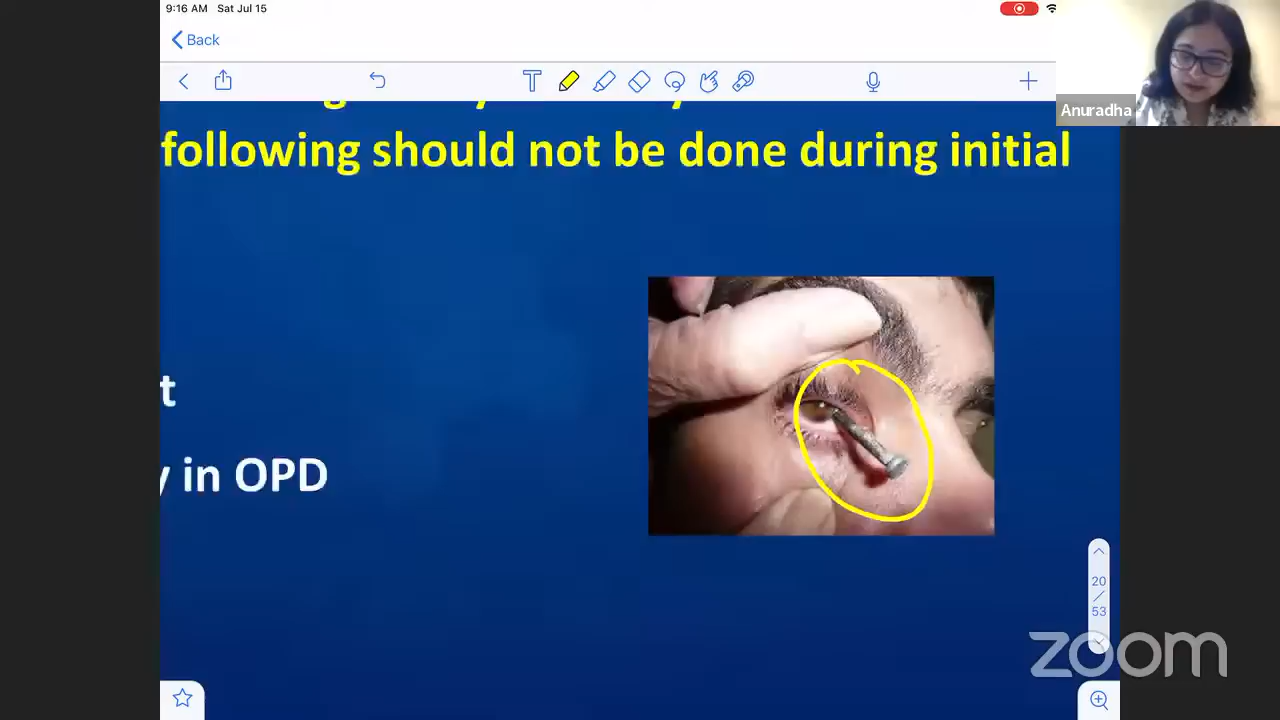 9:16 AM Sat Jul 15
Back
Anuradha
following should not be done during initial
t
y in OPD
20
/
53
zoom